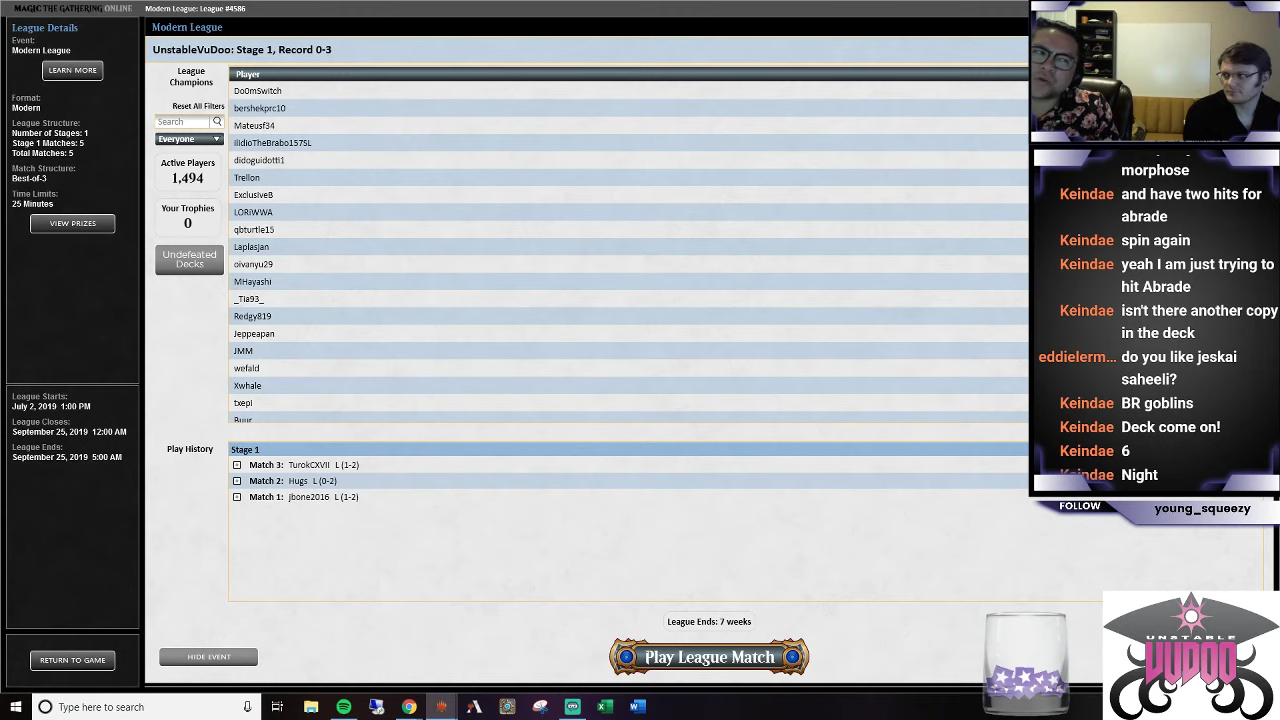 MAGIC THE GATHERING ONLINE
Modern League: League #4586
League Details
Event:
Modern League
LEARN MORE
Format:
Modern
League Structure:
Number of Stages: 1
Stage 1 Matches: 5
Total Matches: 5
Match Structure:
Best-of-3
Time Limits:
25 Minutes
VIEW PRIZES
League Starts:
July 2, 2019 1:00 PM
League Closes:
September 25, 2019 12:00 AM
League Ends:
September 25, 2019 5:00 AM
RETURN TO GAME
Modern League
UnstableVuDoo: Stage 1, Record 0-3
League
Champions
Reset All Filters
Search
Everyone
Active Players
1,494
Your Trophies
0
Undefeated
Decks
Player
Do0mSwitch
bershekprc10
Mateusf34
ilidioTheBrabo157SL
didoguidotti1
Trellon
ExclusiveB
LORiWWA
qbturtle15
Laplasjan
oivanyu29
MHayashi
_Tia93_
Redgy819
Jeppeapan
JMM
wefald
Xwhale
txepi
Play History
Stage 1
Match 3: TurokCXVII L (1-2)
Match 2: Hugs L (0-2)
Match 1: Jbone2016 L (1-2)
League Ends: 7 weeks
HIDE EVENT
Play League Match
morphose
Keindae and have two hits for
abrade
Keindae spin again
Keindae yeah I am just trying to
hit Abrade
Keindae isn't there another copy
in the deck
eddielerm... do you like jeskai
saheeli?
Keindae BR goblins
Keindae Deck come on!
Keindae 6
Keindae Night
FOLLOW young_squeezy
UNSTABLE
VUDOO
Type here to search